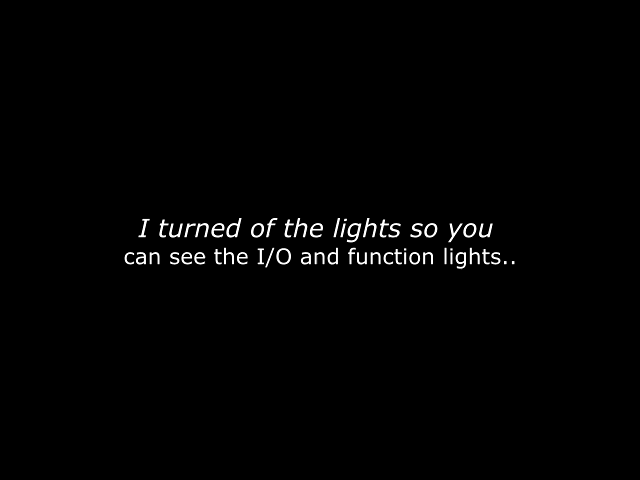 I turned of the lights so you
can see the I/O and function lights..